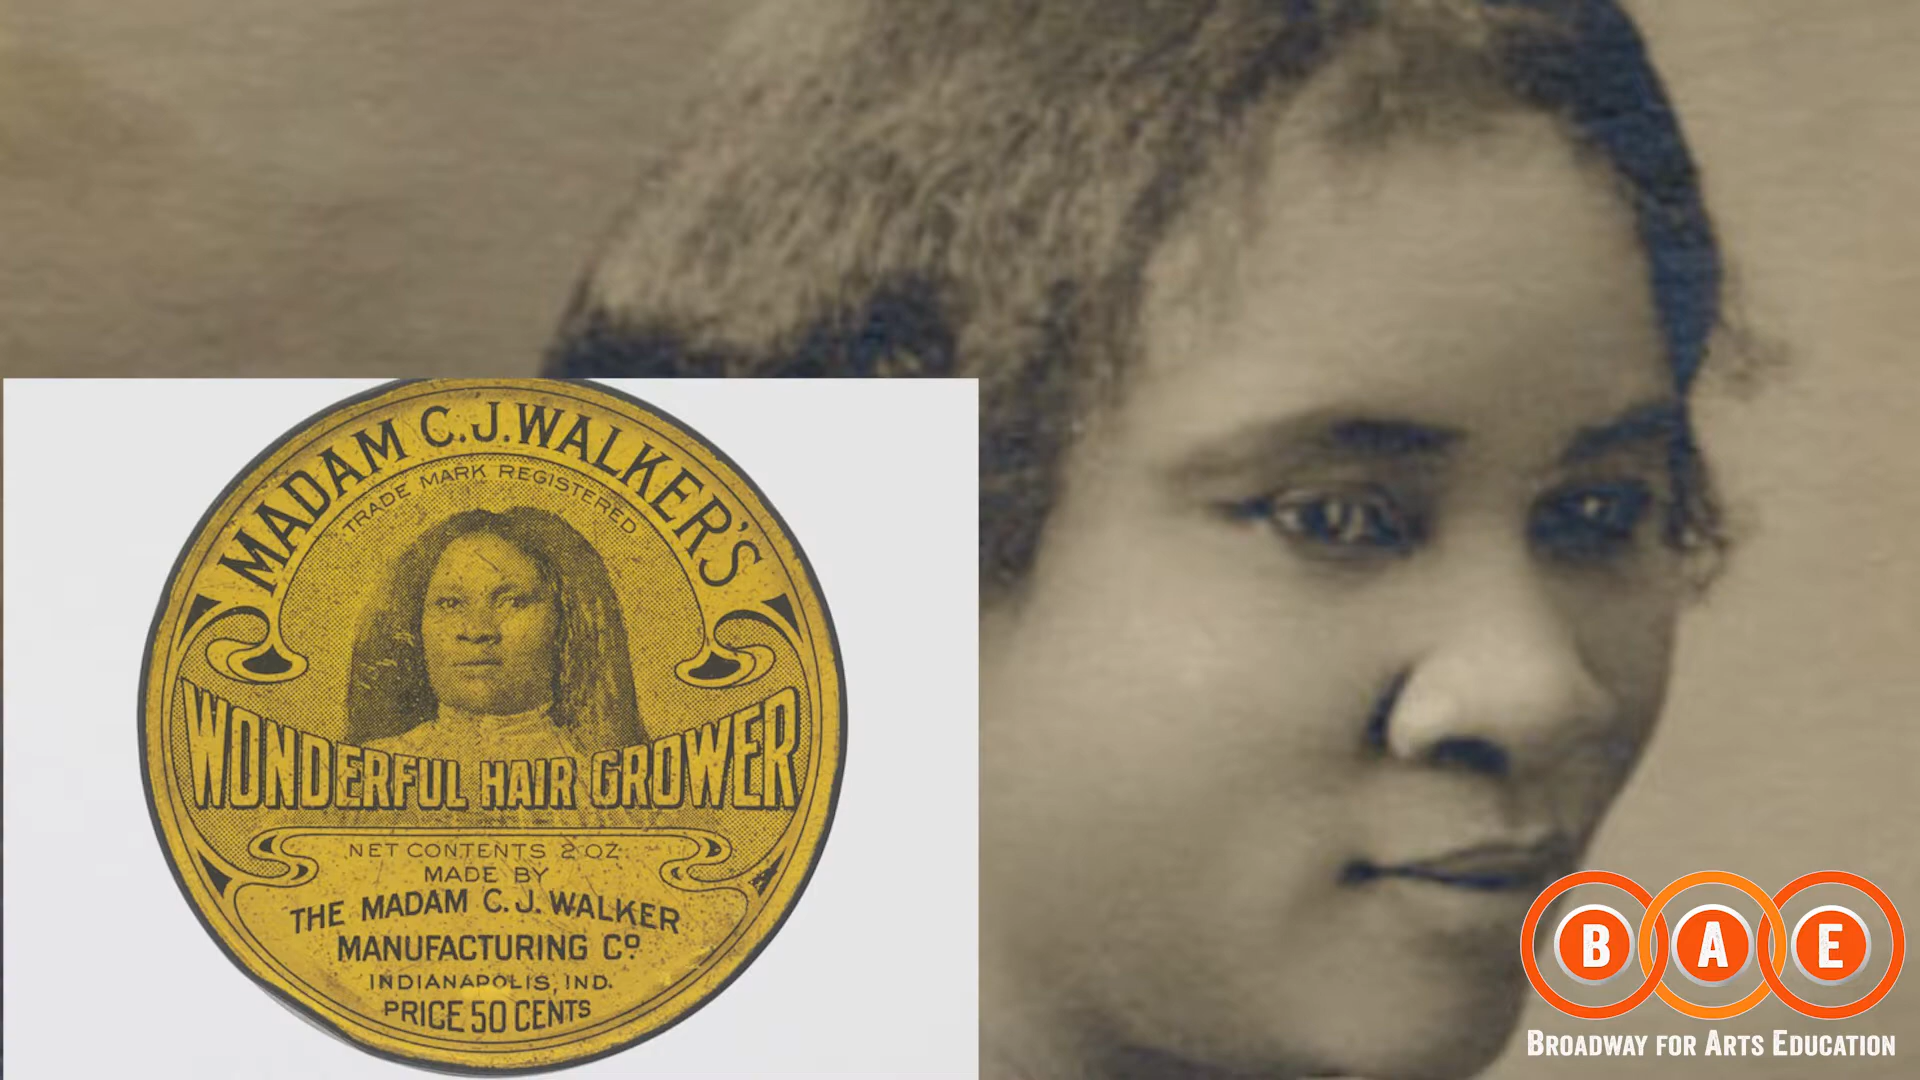 MADAM C.J.WALKER'S
TRADE MARK REGISTERED
WONDERFUL HAIR GROWER
NET CONTENTS 2 OZ
MADE BY
THE MADAM C.J. WALKER
MANUFACTURING Cº
INDIANAPOLIS, IND.
PRICE 50 CENTS
B A E
BROADWAY FOR ARTS EDUCATION